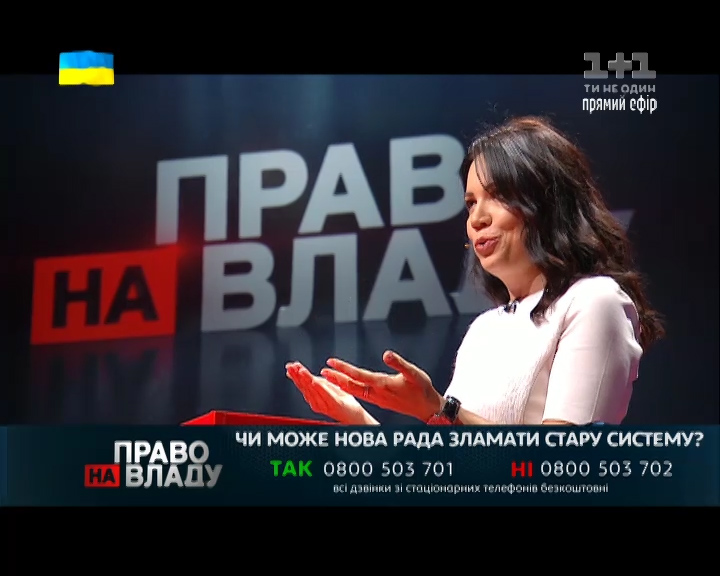 1+1
ТИ НЕ ОДИН
ПРЯМИЙ ЕФІР
ПРАВО
НА ВЛАДУ
ЧИ МОЖЕ НОВА РАДА ЗЛАМАТИ СТАРУ СИСТЕМУ?
ПРАВО
НА ВЛАДУ
ТАК 0800 503 701 НІ 0800 503 702
всі дзвінки зі стаціонарних телефонів безкоштовні